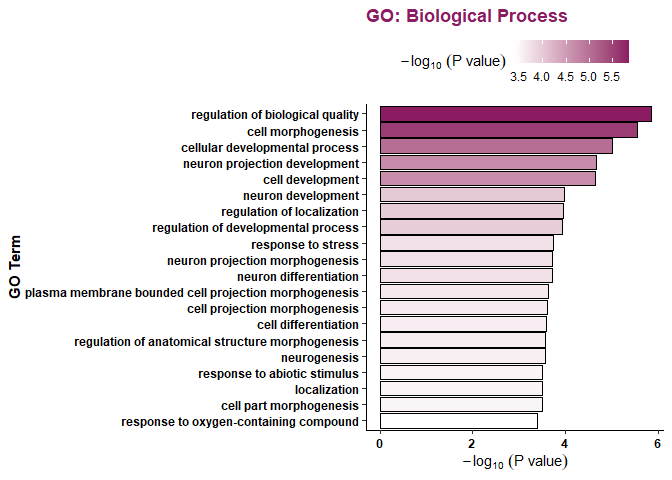 GO: Biological Process
−log10 (P value)
3.5 4.0 4.5 5.0 5.5
GO Term
regulation of biological quality
cell morphogenesis
cellular developmental process
neuron projection development
cell development
neuron development
regulation of localization
regulation of developmental process
response to stress
neuron projection morphogenesis
neuron differentiation
plasma membrane bounded cell projection morphogenesis
cell projection morphogenesis
cell differentiation
regulation of anatomical structure morphogenesis
neurogenesis
response to abiotic stimulus
localization
cell part morphogenesis
response to oxygen-containing compound
0 2 4 6
−log10 (P value)